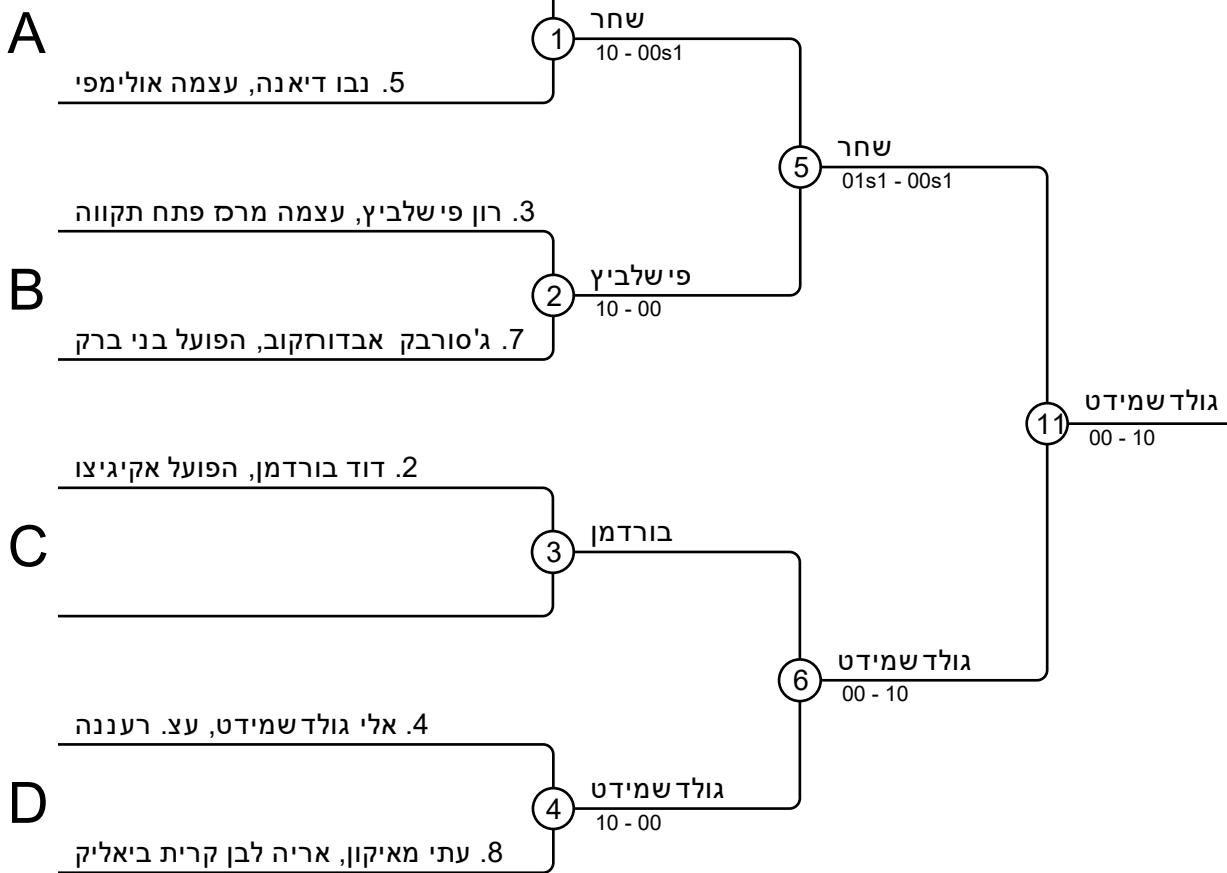 A
1
שחר
10 - 00s1
5. נבו דיאנה, עצמה אולימפי
5
שחר
01s1 - 00s1
3. רון פישלביץ, עצמה מרכז פתח תקווה
B
2
פישלביץ
10 - 00
7. ג'סורבק אבדורזקוב, הפועל בני ברק
11
גולדשמידט
00 - 10
2. דוד בורדמן, הפועל אקיגיצו
C
3
בורדמן
6
גולדשמידט
00 - 10
4. אלי גולדשמידט, עצ. רעננה
D
4
גולדשמידט
10 - 00
8. עתי מאיקון, אריה לבן קרית ביאליק